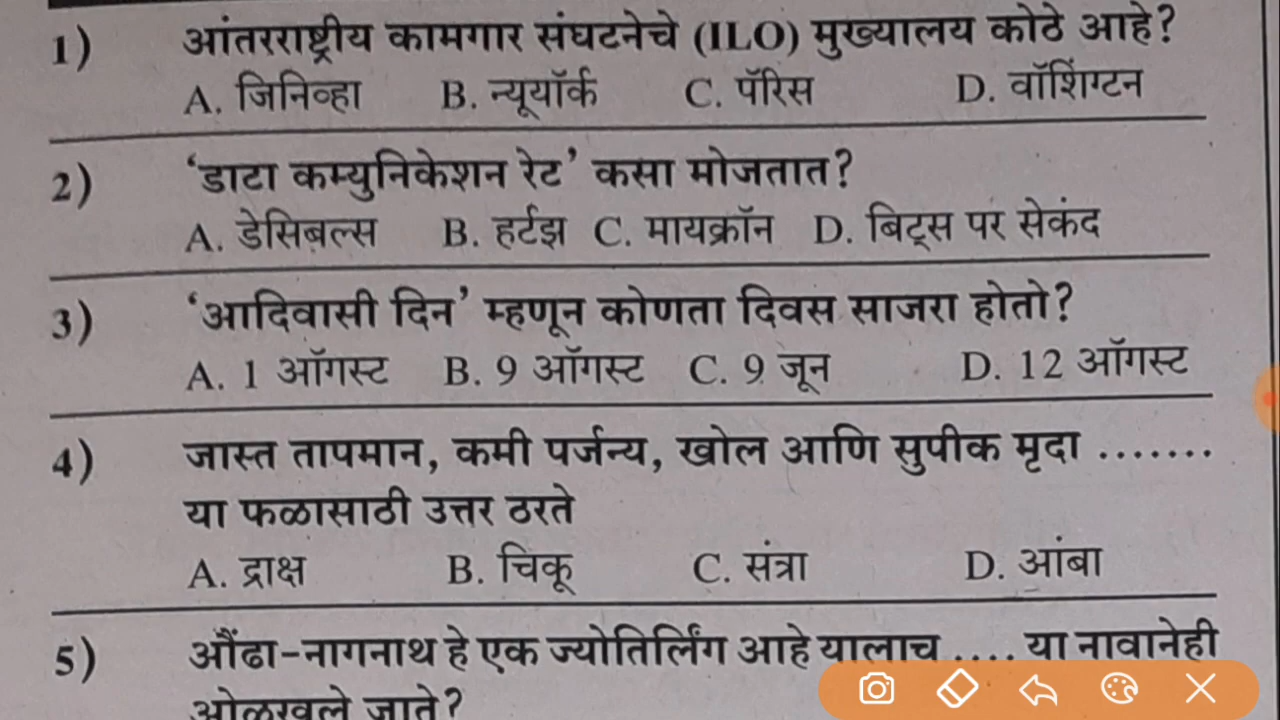 1) आंतरराष्ट्रीय कामगार संघटनेचे (ILO) मुख्यालय कोठे आहे?
A. जिनिव्हा B. न्यूयॉर्क C. पॅरिस D. वॉशिंग्टन
2) ‘डाटा कम्युनिकेशन रेट’ कसा मोजतात?
A. डेसिबल्स B. हर्टझ C. मायक्रॉन D. बिट्स पर सेकंद
3) ‘आदिवासी दिन’ म्हणून कोणता दिवस साजरा होतो?
A. 1 ऑगस्ट B. 9 ऑगस्ट C. 9 जून D. 12 ऑगस्ट
4) जास्त तापमान, कमी पर्जन्य, खोल आणि सुपीक मृदा .......
या फळासाठी उत्तर ठरते
A. द्राक्ष B. चिकू C. संत्रा D. आंबा
5) औंढा-नागनाथ हे एक ज्योतिर्लिंग आहे यालाच .... या नावानेही
ओळखले जाते?